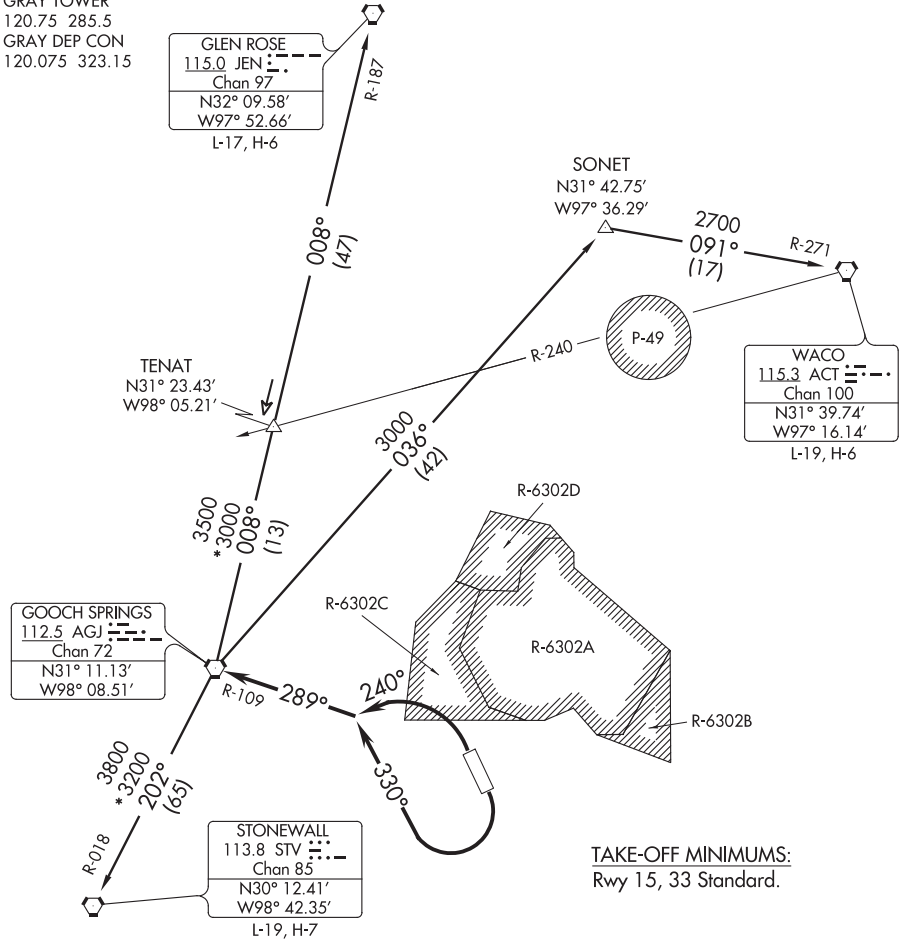 GRAY TOWER
120.75 285.5
GRAY DEP CON
120.075 323.15
GLEN ROSE
115.0 JEN
Chan 97
N32° 09.58′
W97° 52.66′
L-17, H-6
R-187
008°
(47)
SONET
N31° 42.75′
W97° 36.29′
2700
091°
(17)
R-271
P-49
R-240
WACO
115.3 ACT
Chan 100
N31° 39.74′
W97° 16.14′
L-19, H-6
TENAT
N31° 23.43′
W98° 05.21′
3000
036°
(42)
3500
*3000
008°
(13)
R-6302D
R-6302C
R-6302A
R-6302B
GOOCH SPRINGS
112.5 AGJ
Chan 72
N31° 11.13′
W98° 08.51′
R-109
289°
240°
330°
3800
*3200
202°
(65)
R-018
STONEWALL
113.8 STV
Chan 85
N30° 12.41′
W98° 42.35′
L-19, H-7
TAKE-OFF MINIMUMS:
Rwy 15, 33 Standard.